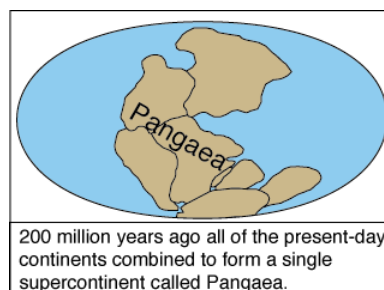 Pangaea
200 million years ago all of the present-day
continents combined to form a single
supercontinent called Pangaea.